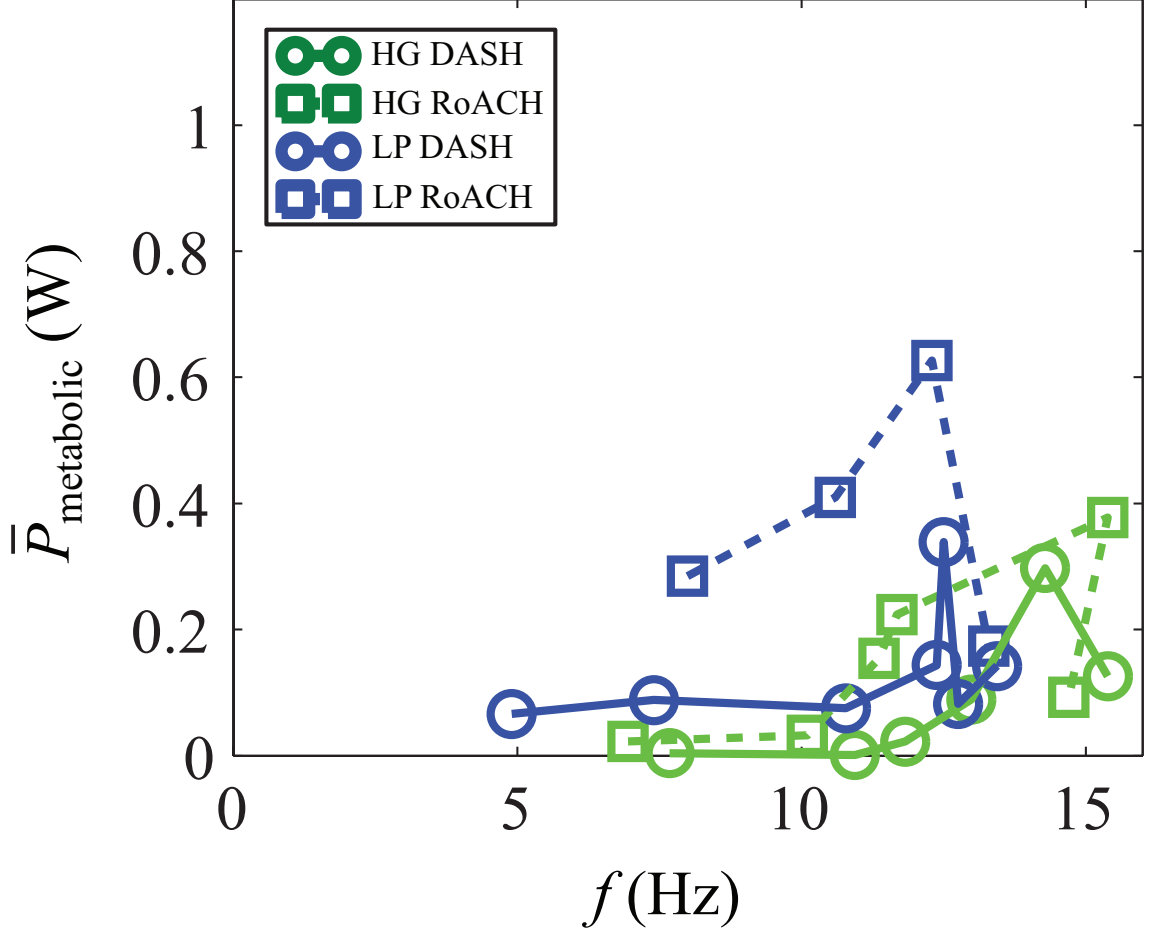 HG DASH
HG RoACH
LP DASH
LP RoACH
1
0.8
0.6
0.4
0.2
0
P̄metabolic (W)
0 5 10 15
f (Hz)